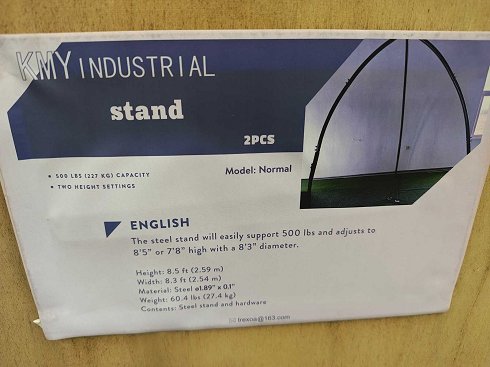 KMY INDUSTRIAL
stand
2PCS
• 500 LBS (227 KG) CAPACITY
• TWO HEIGHT SETTINGS
Model: Normal
ENGLISH
The steel stand will easily support 500 lbs and adjusts to
8'5" or 7'8" high with a 8'3" diameter.
Height: 8.5 ft (2.59 m)
Width: 8.3 ft (2.54 m)
Material: Steel ø1.89" x 0.1"
Weight: 60.4 lbs (27.4 kg)
Contents: Steel stand and hardware
trexoa@163.com